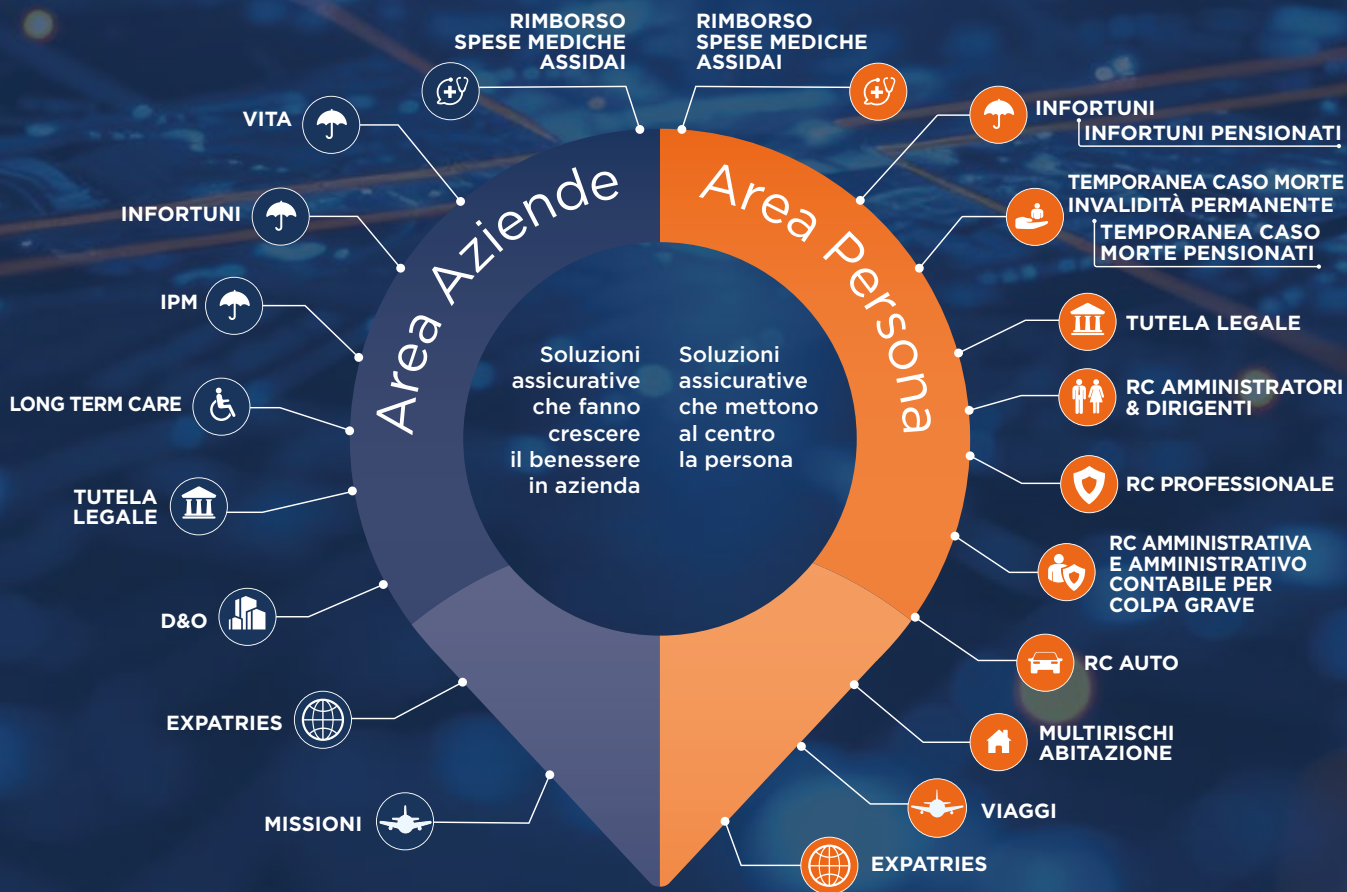 RIMBORSO
SPESE MEDICHE
ASSIDAI
VITA
INFORTUNI
IPM
LONG TERM CARE
TUTELA
LEGALE
D&O
EXPATRIES
MISSIONI
Area Aziende
Soluzioni
assicurative
che fanno
crescere
il benessere
in azienda
Area Persona
Soluzioni
assicurative
che mettono
al centro
la persona
RIMBORSO
SPESE MEDICHE
ASSIDAI
INFORTUNI
INFORTUNI PENSIONATI
TEMPORANEA CASO MORTE
INVALIDITÀ PERMANENTE
TEMPORANEA CASO
MORTE PENSIONATI
TUTELA LEGALE
RC AMMINISTRATORI
& DIRIGENTI
RC PROFESSIONALE
RC AMMINISTRATIVA
E AMMINISTRATIVO
CONTABILE PER
COLPA GRAVE
RC AUTO
MULTIRISCHI
ABITAZIONE
VIAGGI
EXPATRIES